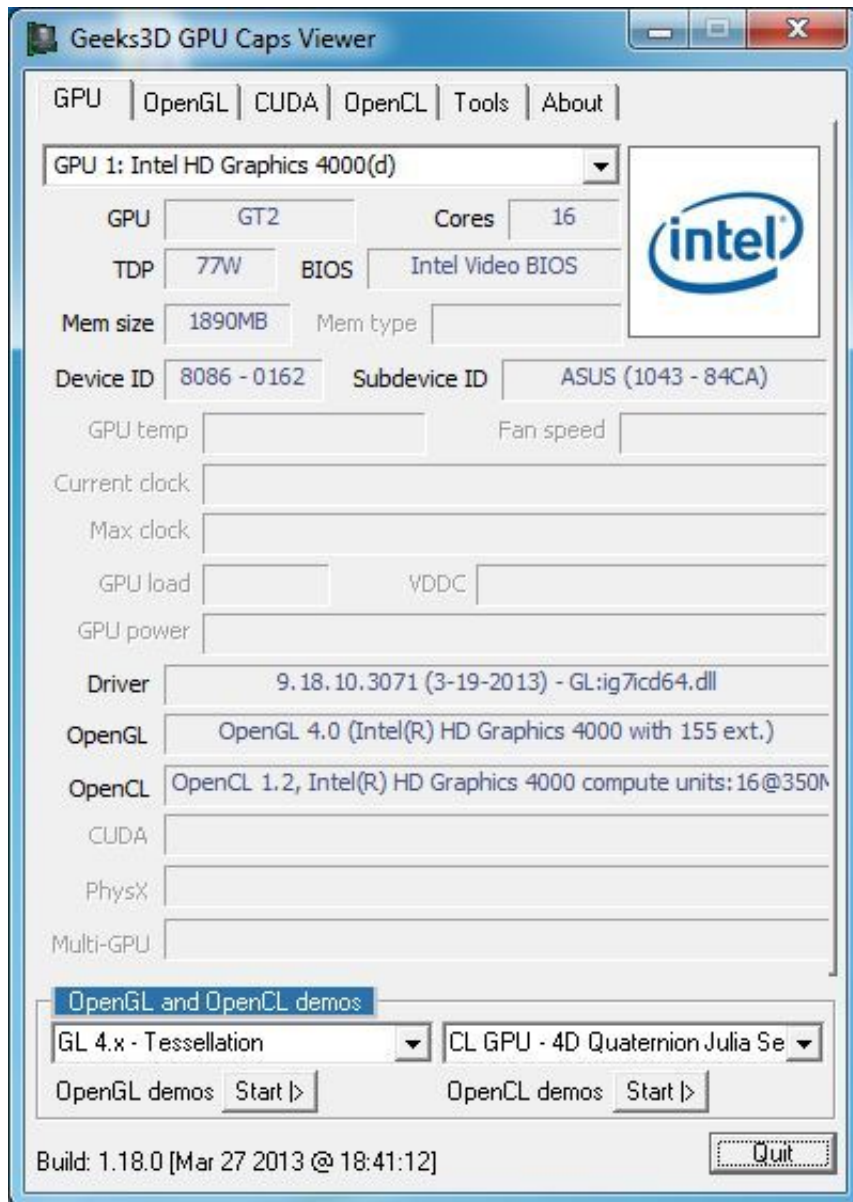 Geeks3D GPU Caps Viewer
GPU OpenGL CUDA OpenCL Tools About
GPU 1: Intel HD Graphics 4000(d)
intel
GPU GT2 Cores 16
TDP 77W BIOS Intel Video BIOS
Mem size 1890MB Mem type
Device ID 8086 - 0162 Subdevice ID ASUS (1043 - 84CA)
GPU temp Fan speed
Current clock
Max clock
GPU load VDDC
GPU power
Driver 9.18.10.3071 (3-19-2013) - GL:ig7icd64.dll
OpenGL OpenGL 4.0 (Intel(R) HD Graphics 4000 with 155 ext.)
OpenCL OpenCL 1.2, Intel(R) HD Graphics 4000 compute units:16@350M
CUDA
PhysX
Multi-GPU
OpenGL and OpenCL demos
GL 4.x - Tessellation CL GPU - 4D Quaternion Julia Se
OpenGL demos Start |> OpenCL demos Start |>
Build: 1.18.0 [Mar 27 2013 @ 18:41:12] Quit